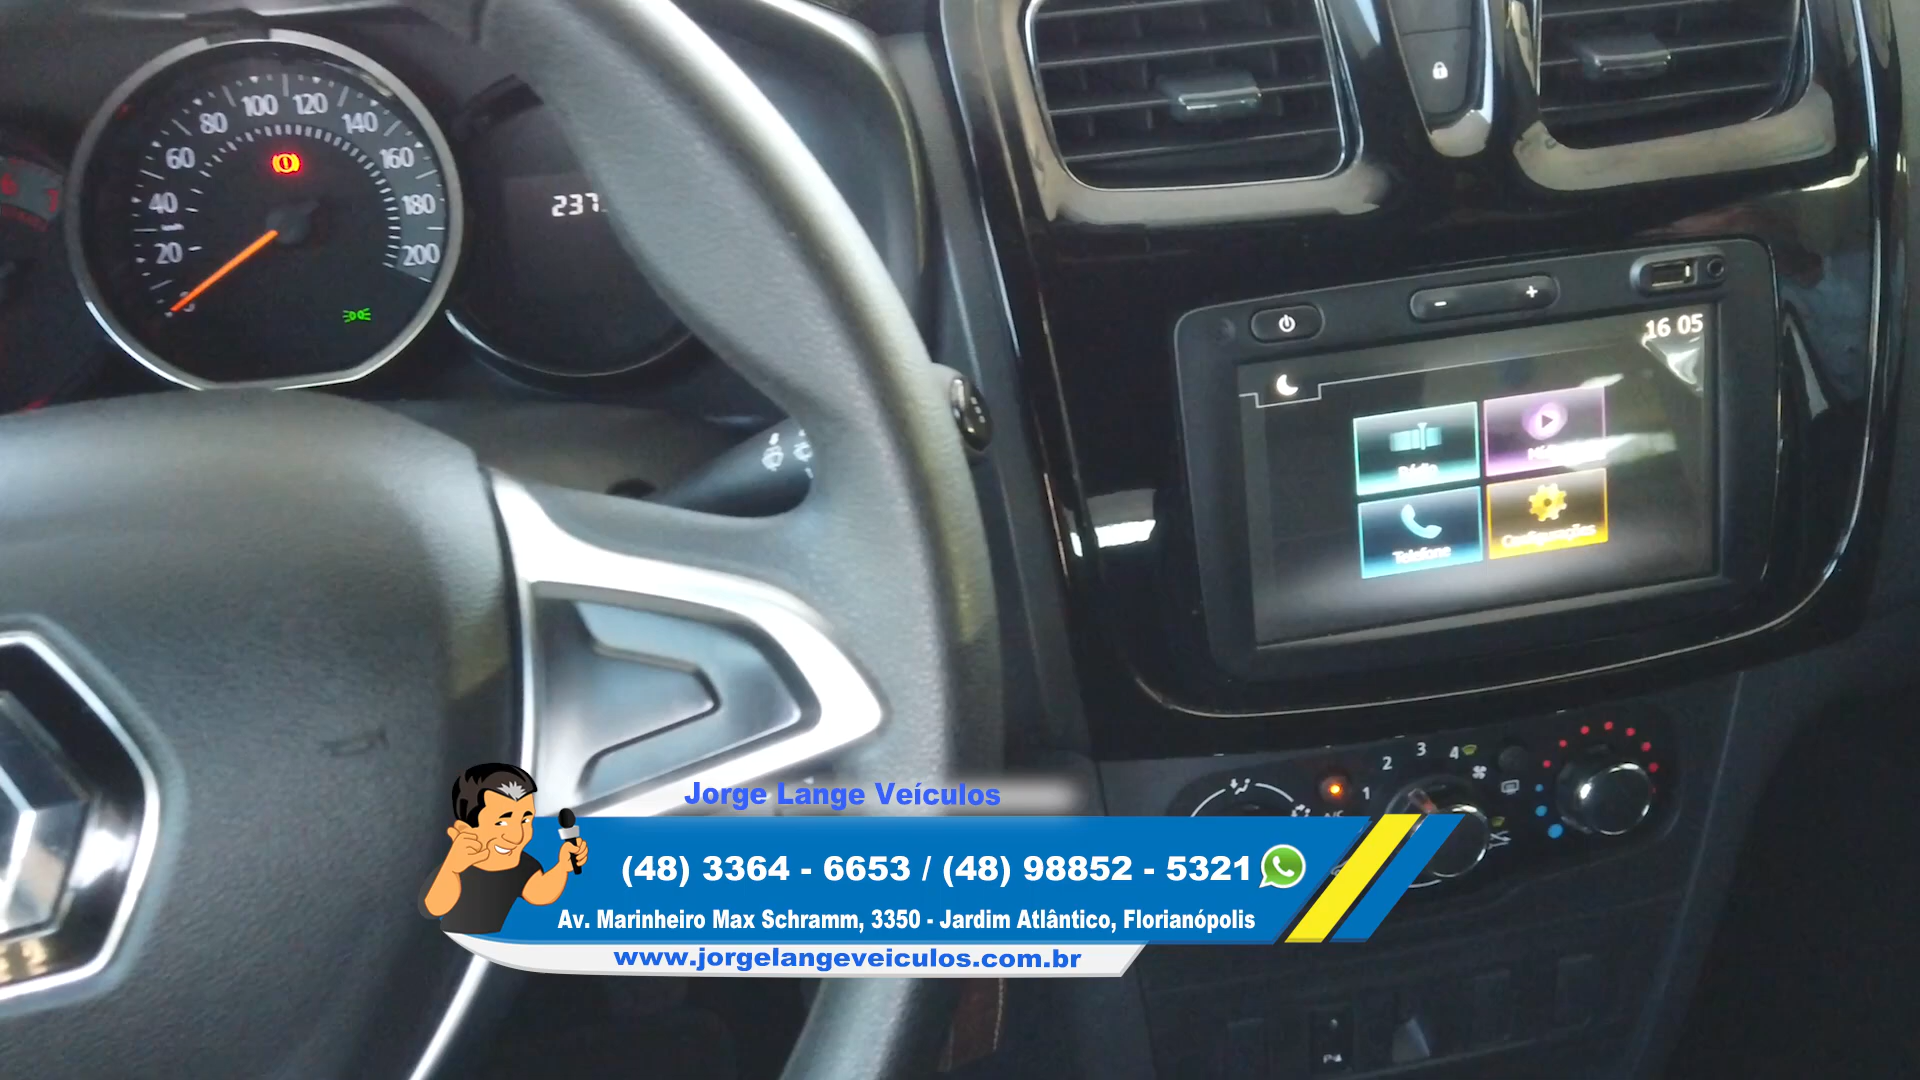 100 120
80 140
60 160
40 180
20 200
237
16 05
Rádio
Telefone
Configurações
1 2 3 4
Jorge Lange Veículos
(48) 3364 - 6653 / (48) 98852 - 5321
Av. Marinheiro Max Schramm, 3350 - Jardim Atlântico, Florianópolis
www.jorgelangeveiculos.com.br